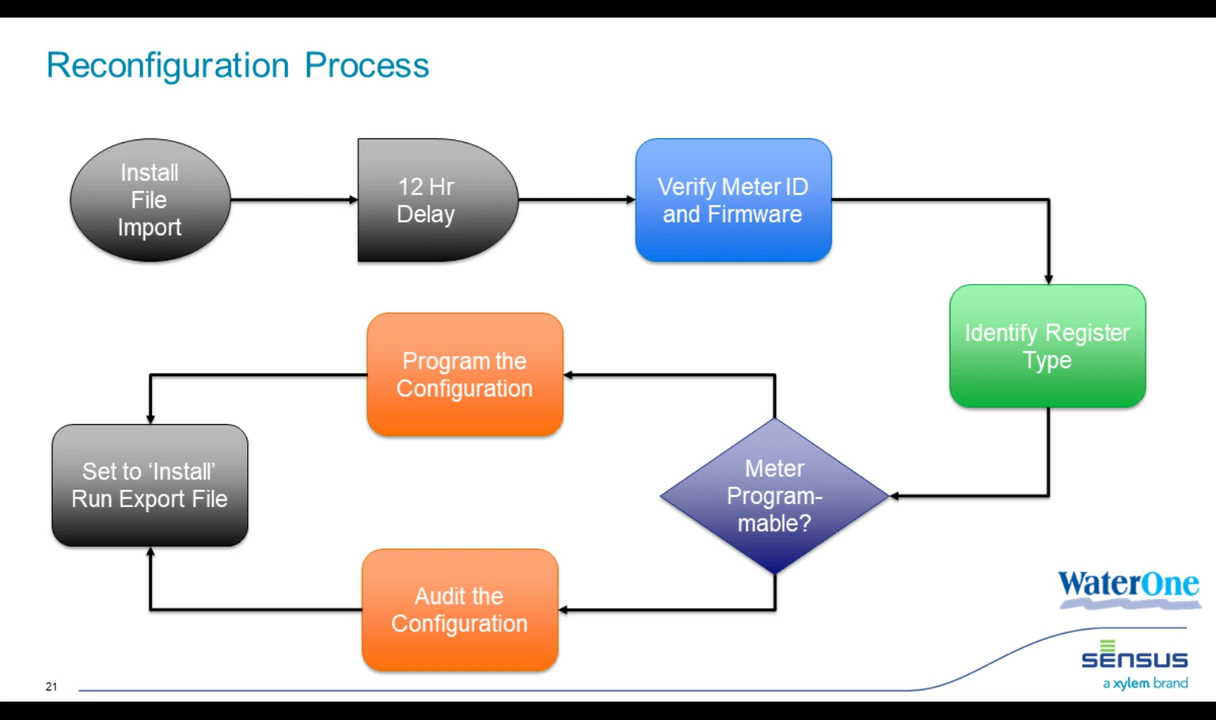 Reconfiguration Process
Install
File
Import
12 Hr
Delay
Verify Meter ID
and Firmware
Identify Register
Type
Program the
Configuration
Meter
Program-
mable?
Set to ‘Install’
Run Export File
Audit the
Configuration
WaterOne
sensus
a xylem brand
21